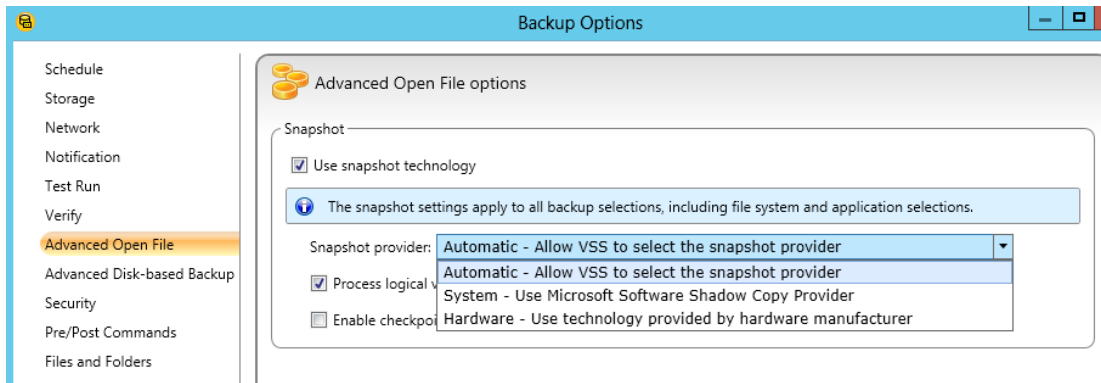 Backup Options
Schedule
Storage
Network
Notification
Test Run
Verify
Advanced Open File
Advanced Disk-based Backup
Security
Pre/Post Commands
Files and Folders
Advanced Open File options
Snapshot
Use snapshot technology
The snapshot settings apply to all backup selections, including file system and application selections.
Snapshot provider: Automatic - Allow VSS to select the snapshot provider
Automatic - Allow VSS to select the snapshot provider
Process logical
System - Use Microsoft Software Shadow Copy Provider
Enable
Hardware - Use technology provided by hardware manufacturer